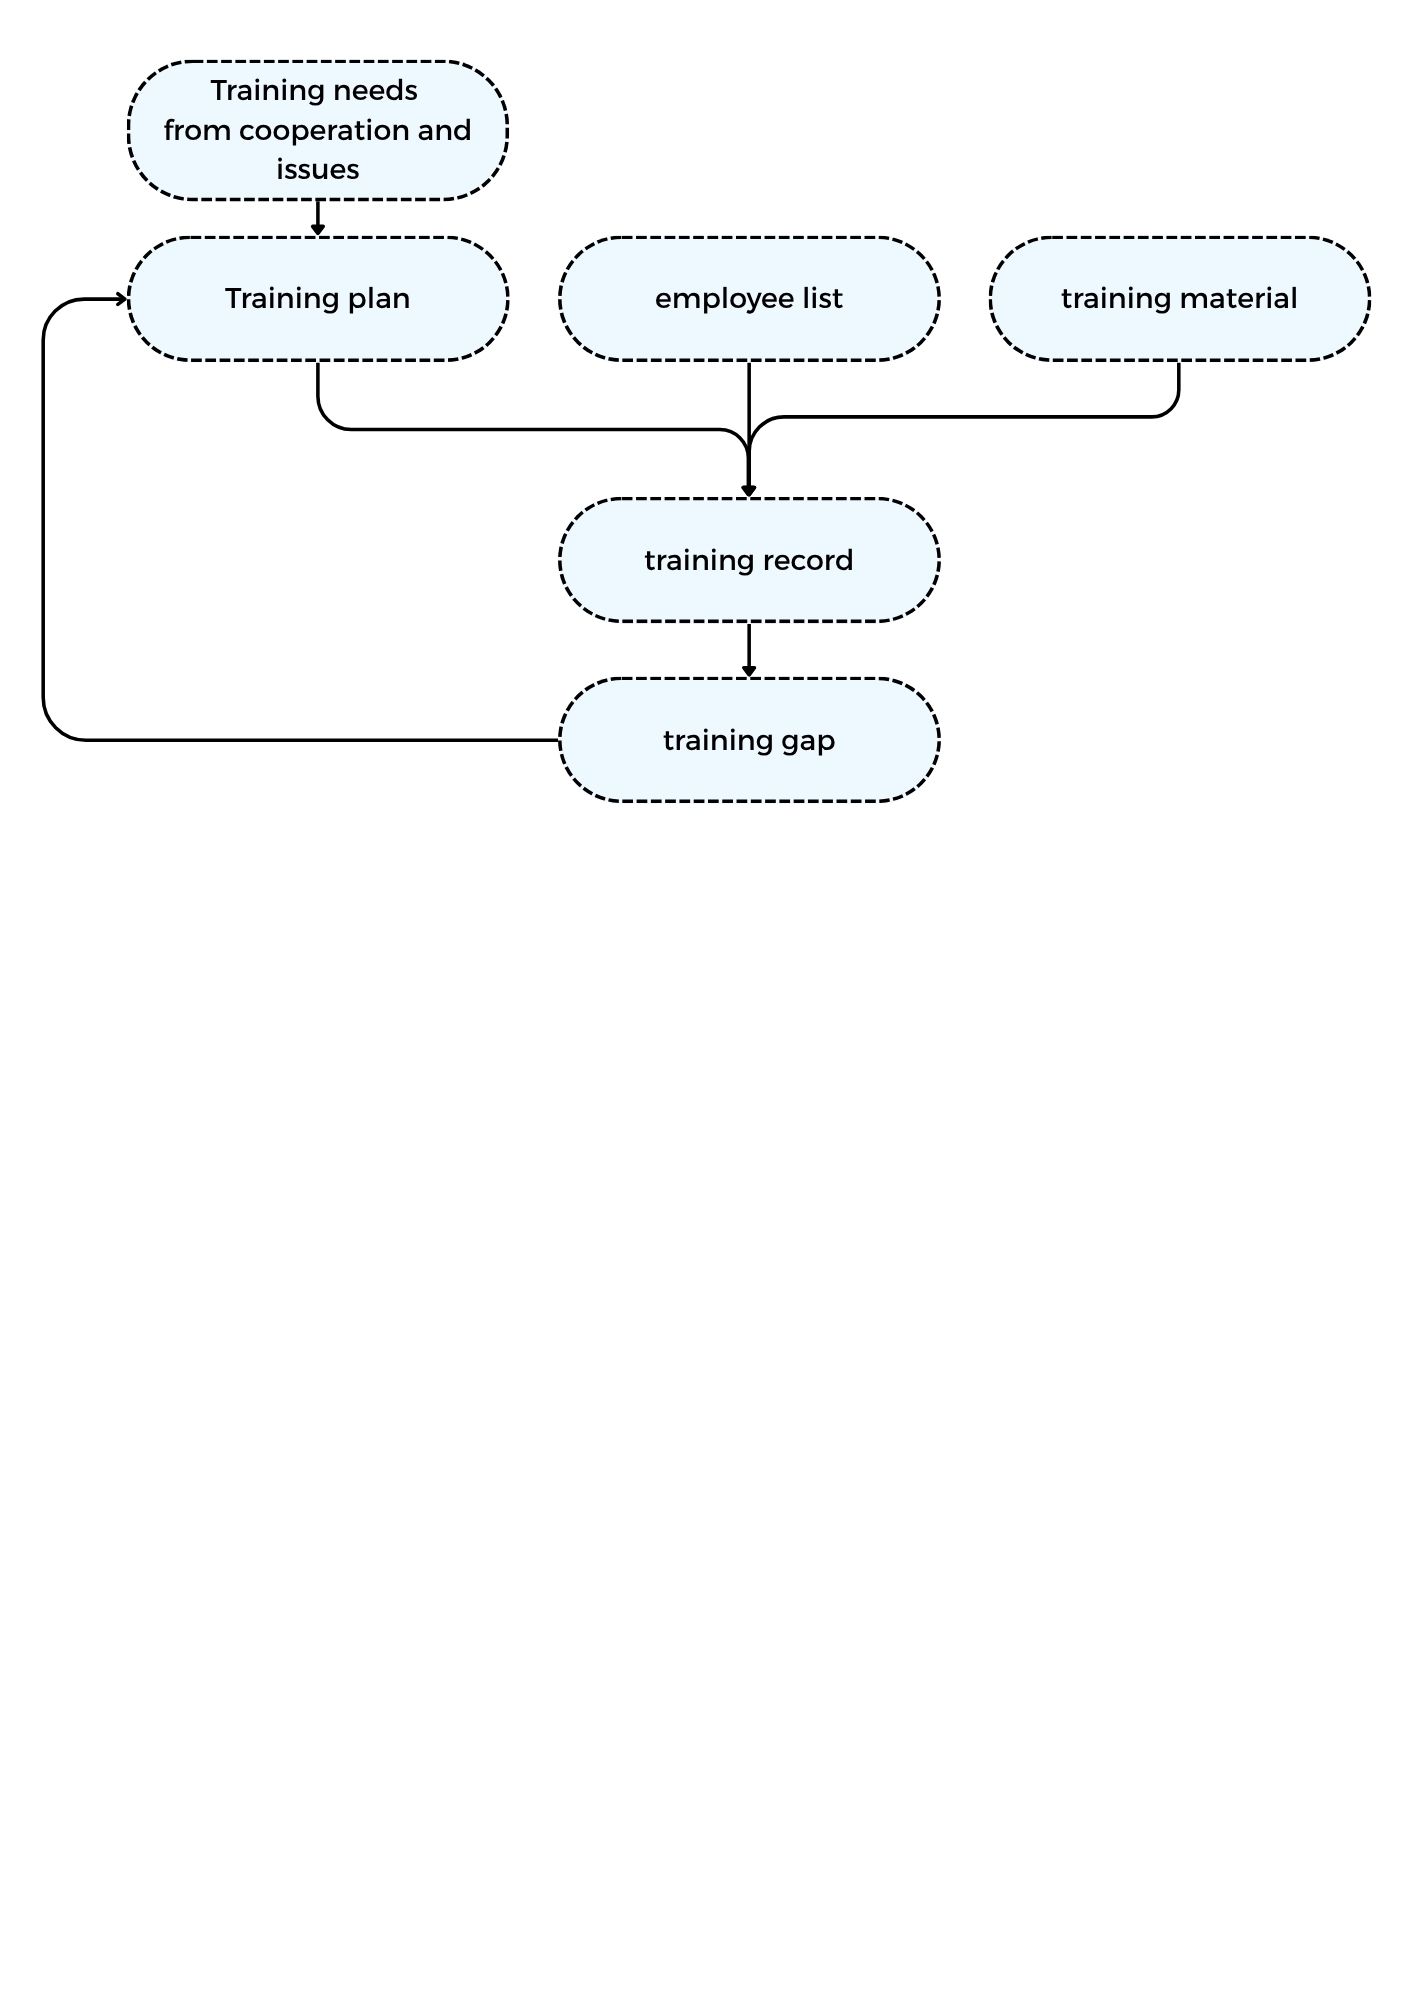 Training needs
from cooperation and
issues
Training plan
employee list
training material
training record
training gap